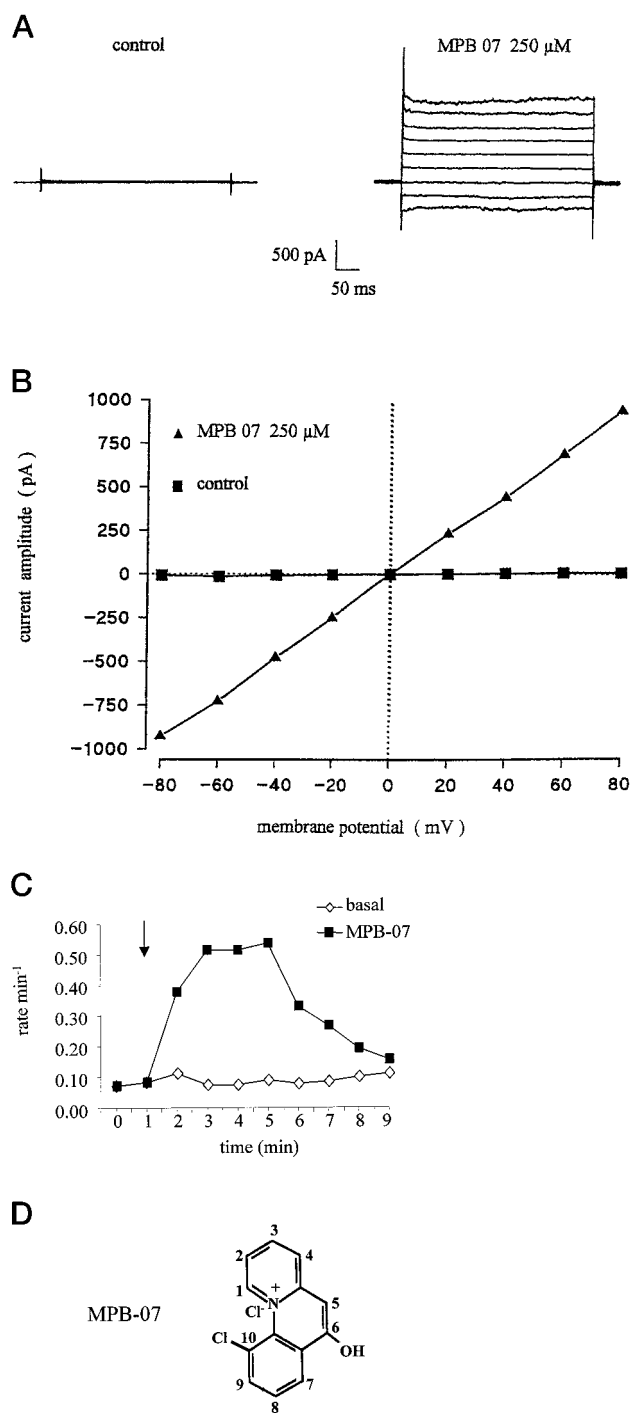 A
control
MPB 07 250 µM
500 pA
50 ms
B
1000
750
500
250
0
−250
−500
−750
−1000
current amplitude ( pA )
MPB 07 250 µM
control
−80 −60 −40 −20 0 20 40 60 80
membrane potential ( mV )
C
basal
MPB-07
0.60
0.50
0.40
0.30
0.20
0.10
0.00
rate min-1
0 1 2 3 4 5 6 7 8 9
time (min)
D
MPB-07
3
2
4
1
+
N
Cl-
5
6
Cl
10
OH
9
7
8